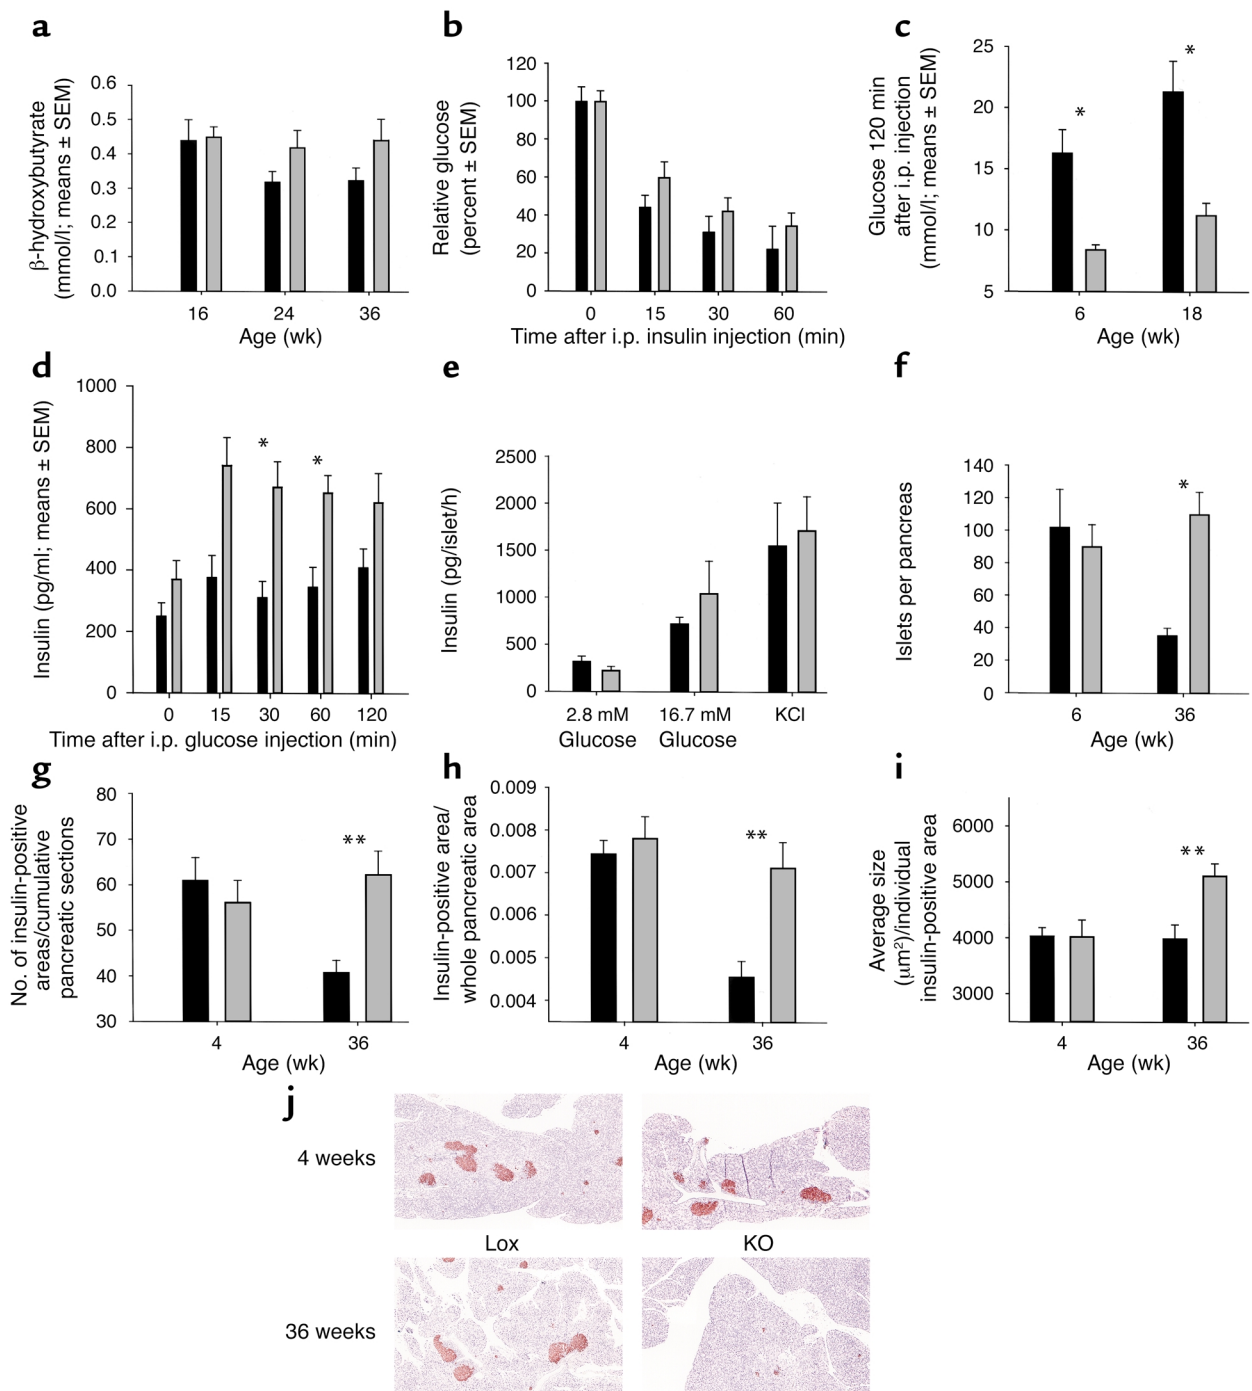 a
β-hydroxybutyrate
(mmol/l; means ± SEM)
0.6
0.5
0.4
0.3
0.2
0.1
0.0
16
24
36
Age (wk)
b
Relative glucose
(percent ± SEM)
120
100
80
60
40
20
0
0
15
30
60
Time after i.p. insulin injection (min)
c
Glucose 120 min
after i.p. injection
(mmol/l; means ± SEM)
25
20
15
10
5
*
*
6
18
Age (wk)
d
Insulin (pg/ml; means ± SEM)
1000
800
600
400
200
0
*
*
0
15
30
60
120
Time after i.p. glucose injection (min)
e
Insulin (pg/islet/h)
2500
2000
1500
1000
500
0
2.8 mM
Glucose
16.7 mM
Glucose
KCl
f
Islets per pancreas
140
120
100
80
60
40
20
0
*
6
36
Age (wk)
g
No. of insulin-positive
areas/cumulative
pancreatic sections
80
70
60
50
40
30
**
4
36
Age (wk)
h
Insulin-positive area/
whole pancreatic area
0.009
0.008
0.007
0.006
0.005
0.004
**
4
36
Age (wk)
i
Average size
(μm²)/individual
insulin-positive area
6000
5000
4000
3000
**
4
36
Age (wk)
j
4 weeks
Lox
KO
36 weeks